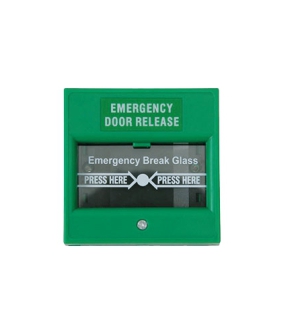 EMERGENCY
DOOR RELEASE
Emergency Break Glass
PRESS HERE PRESS HERE